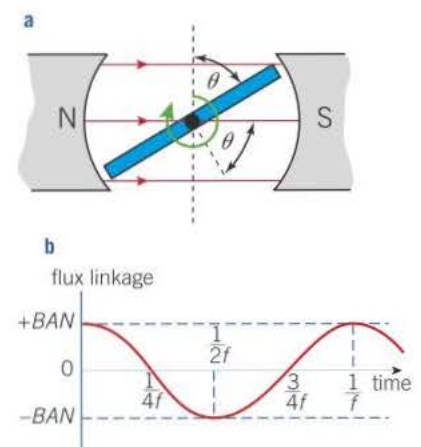 a
θ
N
S
θ
b
flux linkage
+BAN
0
−BAN
1/4f
1/2f
3/4f
1/f
time